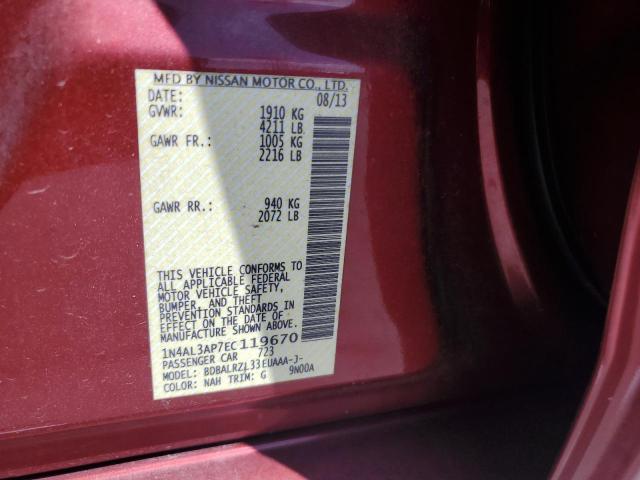 MFD BY NISSAN MOTOR CO., LTD.
DATE: 08/13
GVWR: 1910 KG
4211 LB
GAWR FR.: 1005 KG
2216 LB
GAWR RR.: 940 KG
2072 LB
THIS VEHICLE CONFORMS TO
ALL APPLICABLE FEDERAL
MOTOR VEHICLE SAFETY,
BUMPER, AND THEFT
PREVENTION STANDARDS IN
EFFECT ON THE DATE OF
MANUFACTURE SHOWN ABOVE.
1N4AL3AP7EC119670
PASSENGER CAR 723
MODEL: BDBALRZL33EUAAA-J-
COLOR: NAH TRIM: G 9N00A